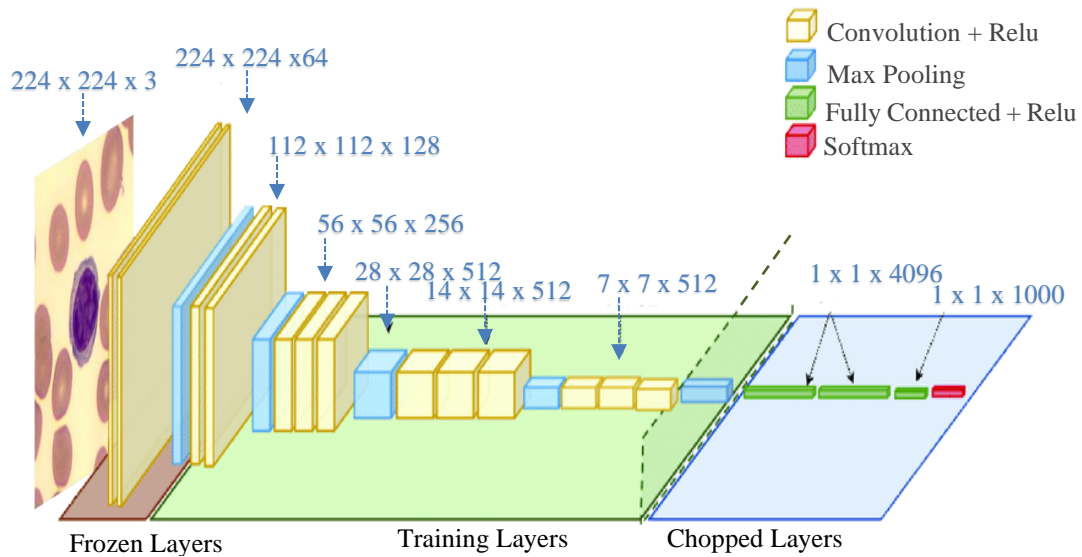 224 x 224 x64
224 x 224 x 3
112 x 112 x 128
56 x 56 x 256
28 x 28 x 512
14 x 14 x 512
7 x 7 x 512
1 x 1 x 4096
1 x 1 x 1000
Convolution + Relu
Max Pooling
Fully Connected + Relu
Softmax
Frozen Layers
Training Layers
Chopped Layers